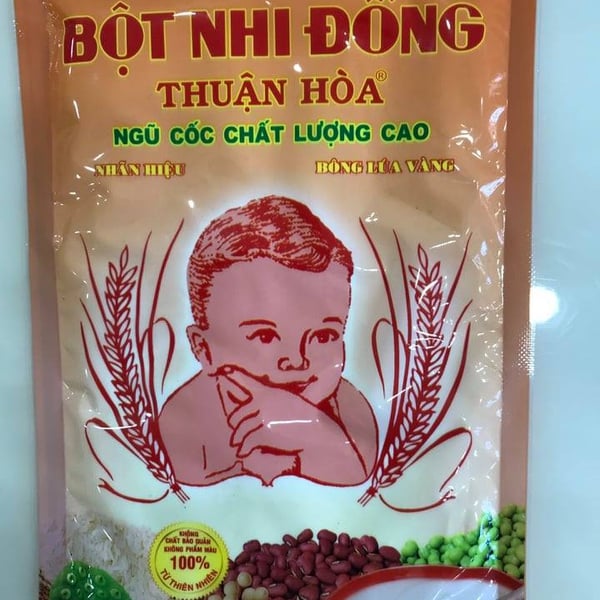 BỘT NHI ĐỒNG
THUẬN HÒA®
NGŨ CỐC CHẤT LƯỢNG CAO
NHÃN HIỆU BÔNG LÚA VÀNG
KHÔNG
CHẤT BẢO QUẢN
KHÔNG PHẨM MÀU
100%
TỪ THIÊN NHIÊN